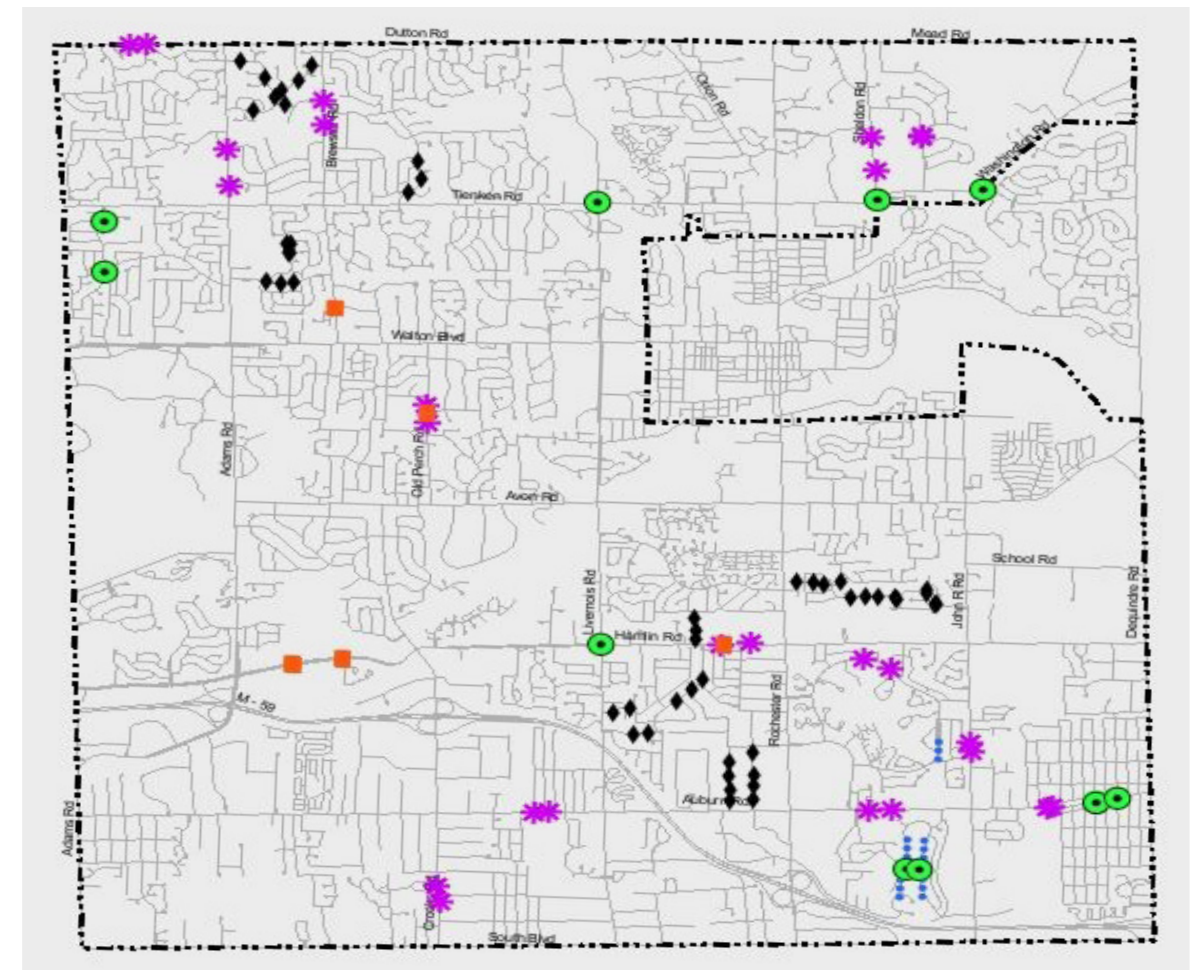 Dutton Rd
Mead Rd
Orion Rd
Sheldon Rd
Brewster Rd
Washington Rd
Tienken Rd
Walton Blvd
Adams Rd
Old Perch Rd
Avon Rd
School Rd
Livernois Rd
John R Rd
Dequindre Rd
Hamlin Rd
M - 59
Rochester Rd
Auburn Rd
Adams Rd
South Blvd